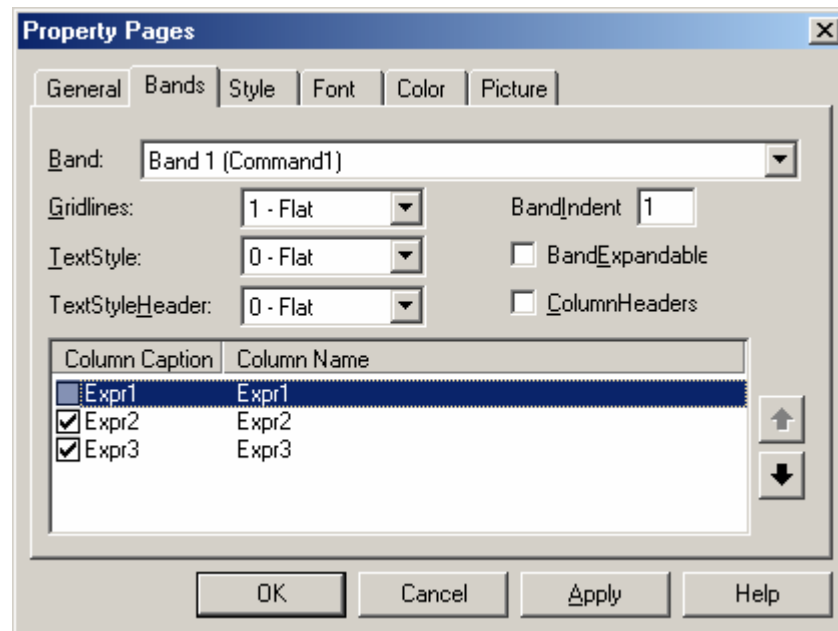 Property Pages
General Bands Style Font Color Picture
Band: Band 1 (Command1)
Gridlines: 1 - Flat BandIndent 1
TextStyle: 0 - Flat BandExpandable
TextStyleHeader: 0 - Flat ColumnHeaders
Column Caption Column Name
Expr1 Expr1
Expr2 Expr2
Expr3 Expr3
OK Cancel Apply Help